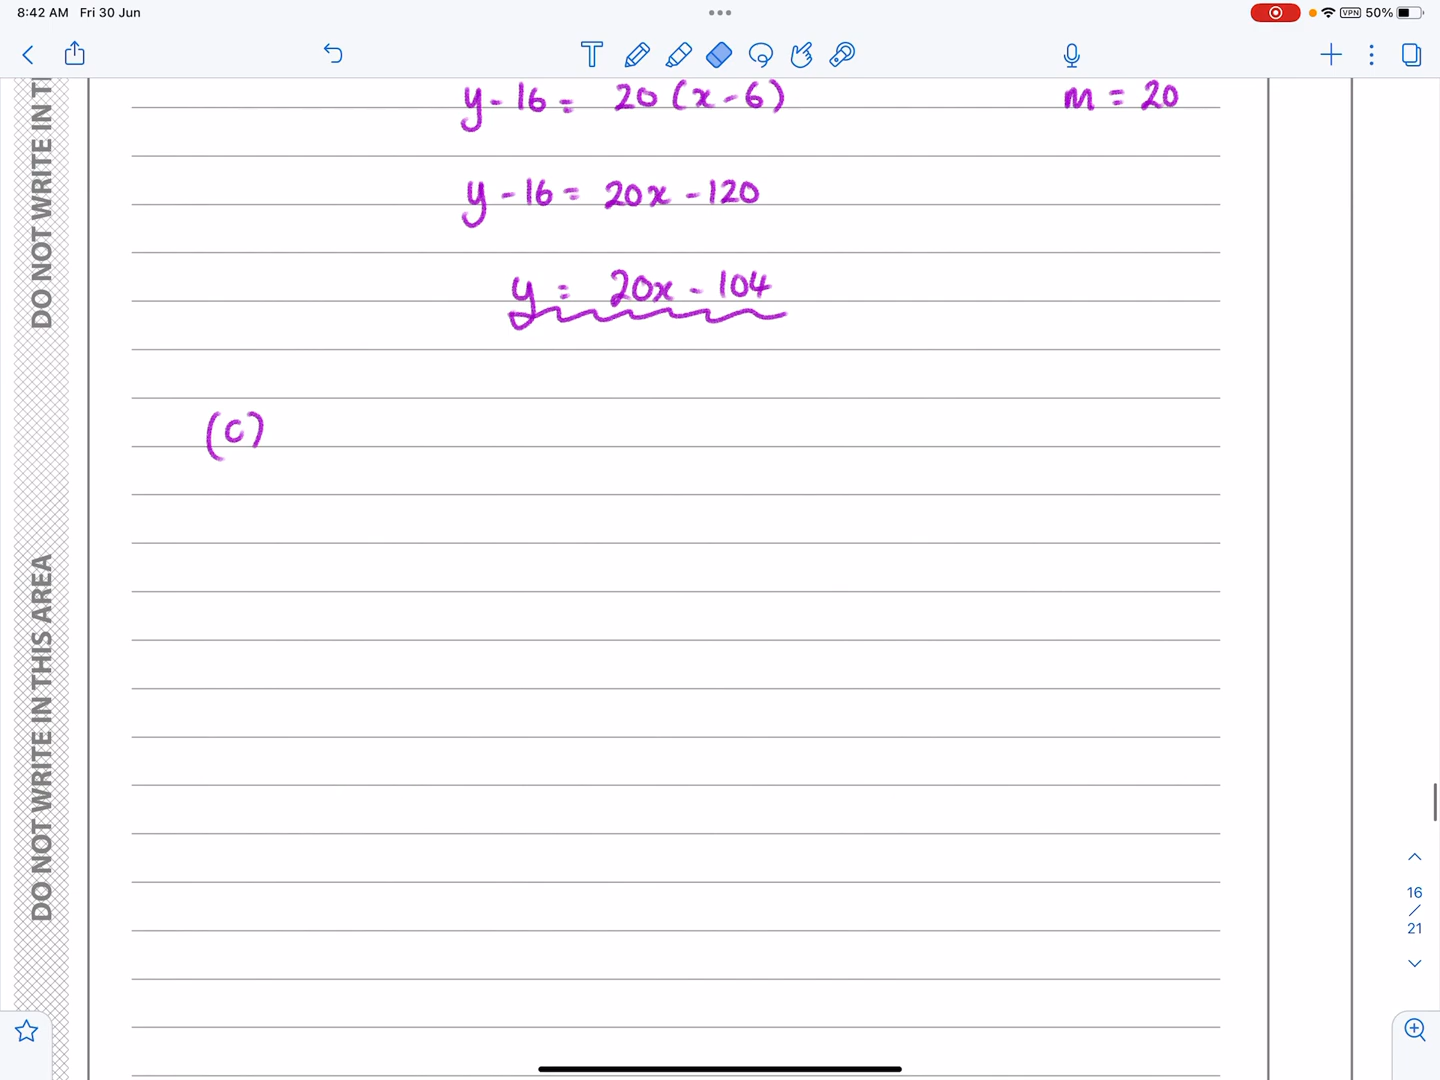 8:42 AM Fri 30 Jun
VPN 50%
y - 16 = 20 (x - 6)
m = 20
y - 16 = 20x - 120
y = 20x - 104
(c)
DO NOT WRITE IN T
DO NOT WRITE IN THIS AREA
16
/
21